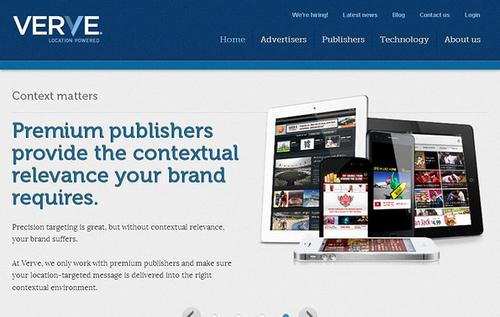 We're hiring! Latest news Blog Contact us Login
VERVE
LOCATION POWERED
Home Advertisers Publishers Technology About us
Context matters
Premium publishers
provide the contextual
relevance your brand
requires.
Precision targeting is great, but without contextual relevance,
your brand suffers.
At Verve, we only work with premium publishers and make sure
your location-targeted message is delivered into the right
contextual environment.